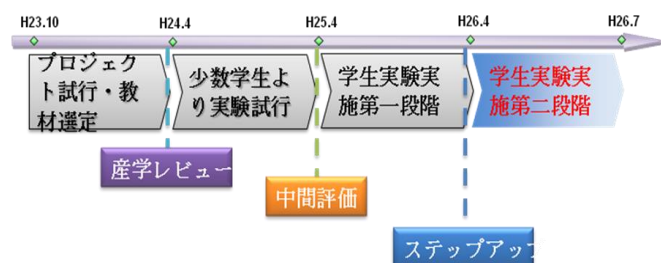 H23.10
H24.4
H25.4
H26.4
H26.7
プロジェク
ト試行・教
材選定
少数学生よ
り実験試行
学生実験実
施第一段階
学生実験実
施第二段階
産学レビュー
中間評価
ステップアップ